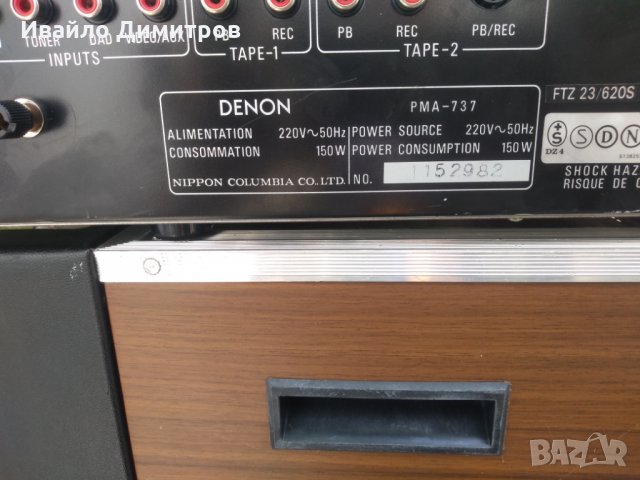 Ивайло Димитров
TUNER DAD VIDEO/AUX PB REC PB REC PB/REC
INPUTS TAPE-1 TAPE-2
DENON PMA-737
ALIMENTATION 220V~50Hz POWER SOURCE 220V~50Hz
CONSOMMATION 150W POWER CONSUMPTION 150W
NIPPON COLUMBIA CO.,LTD. NO. 1152982
FTZ 23/620S
S S D N
DZ4
SHOCK HAZ
RISQUE DE C
BAZAR